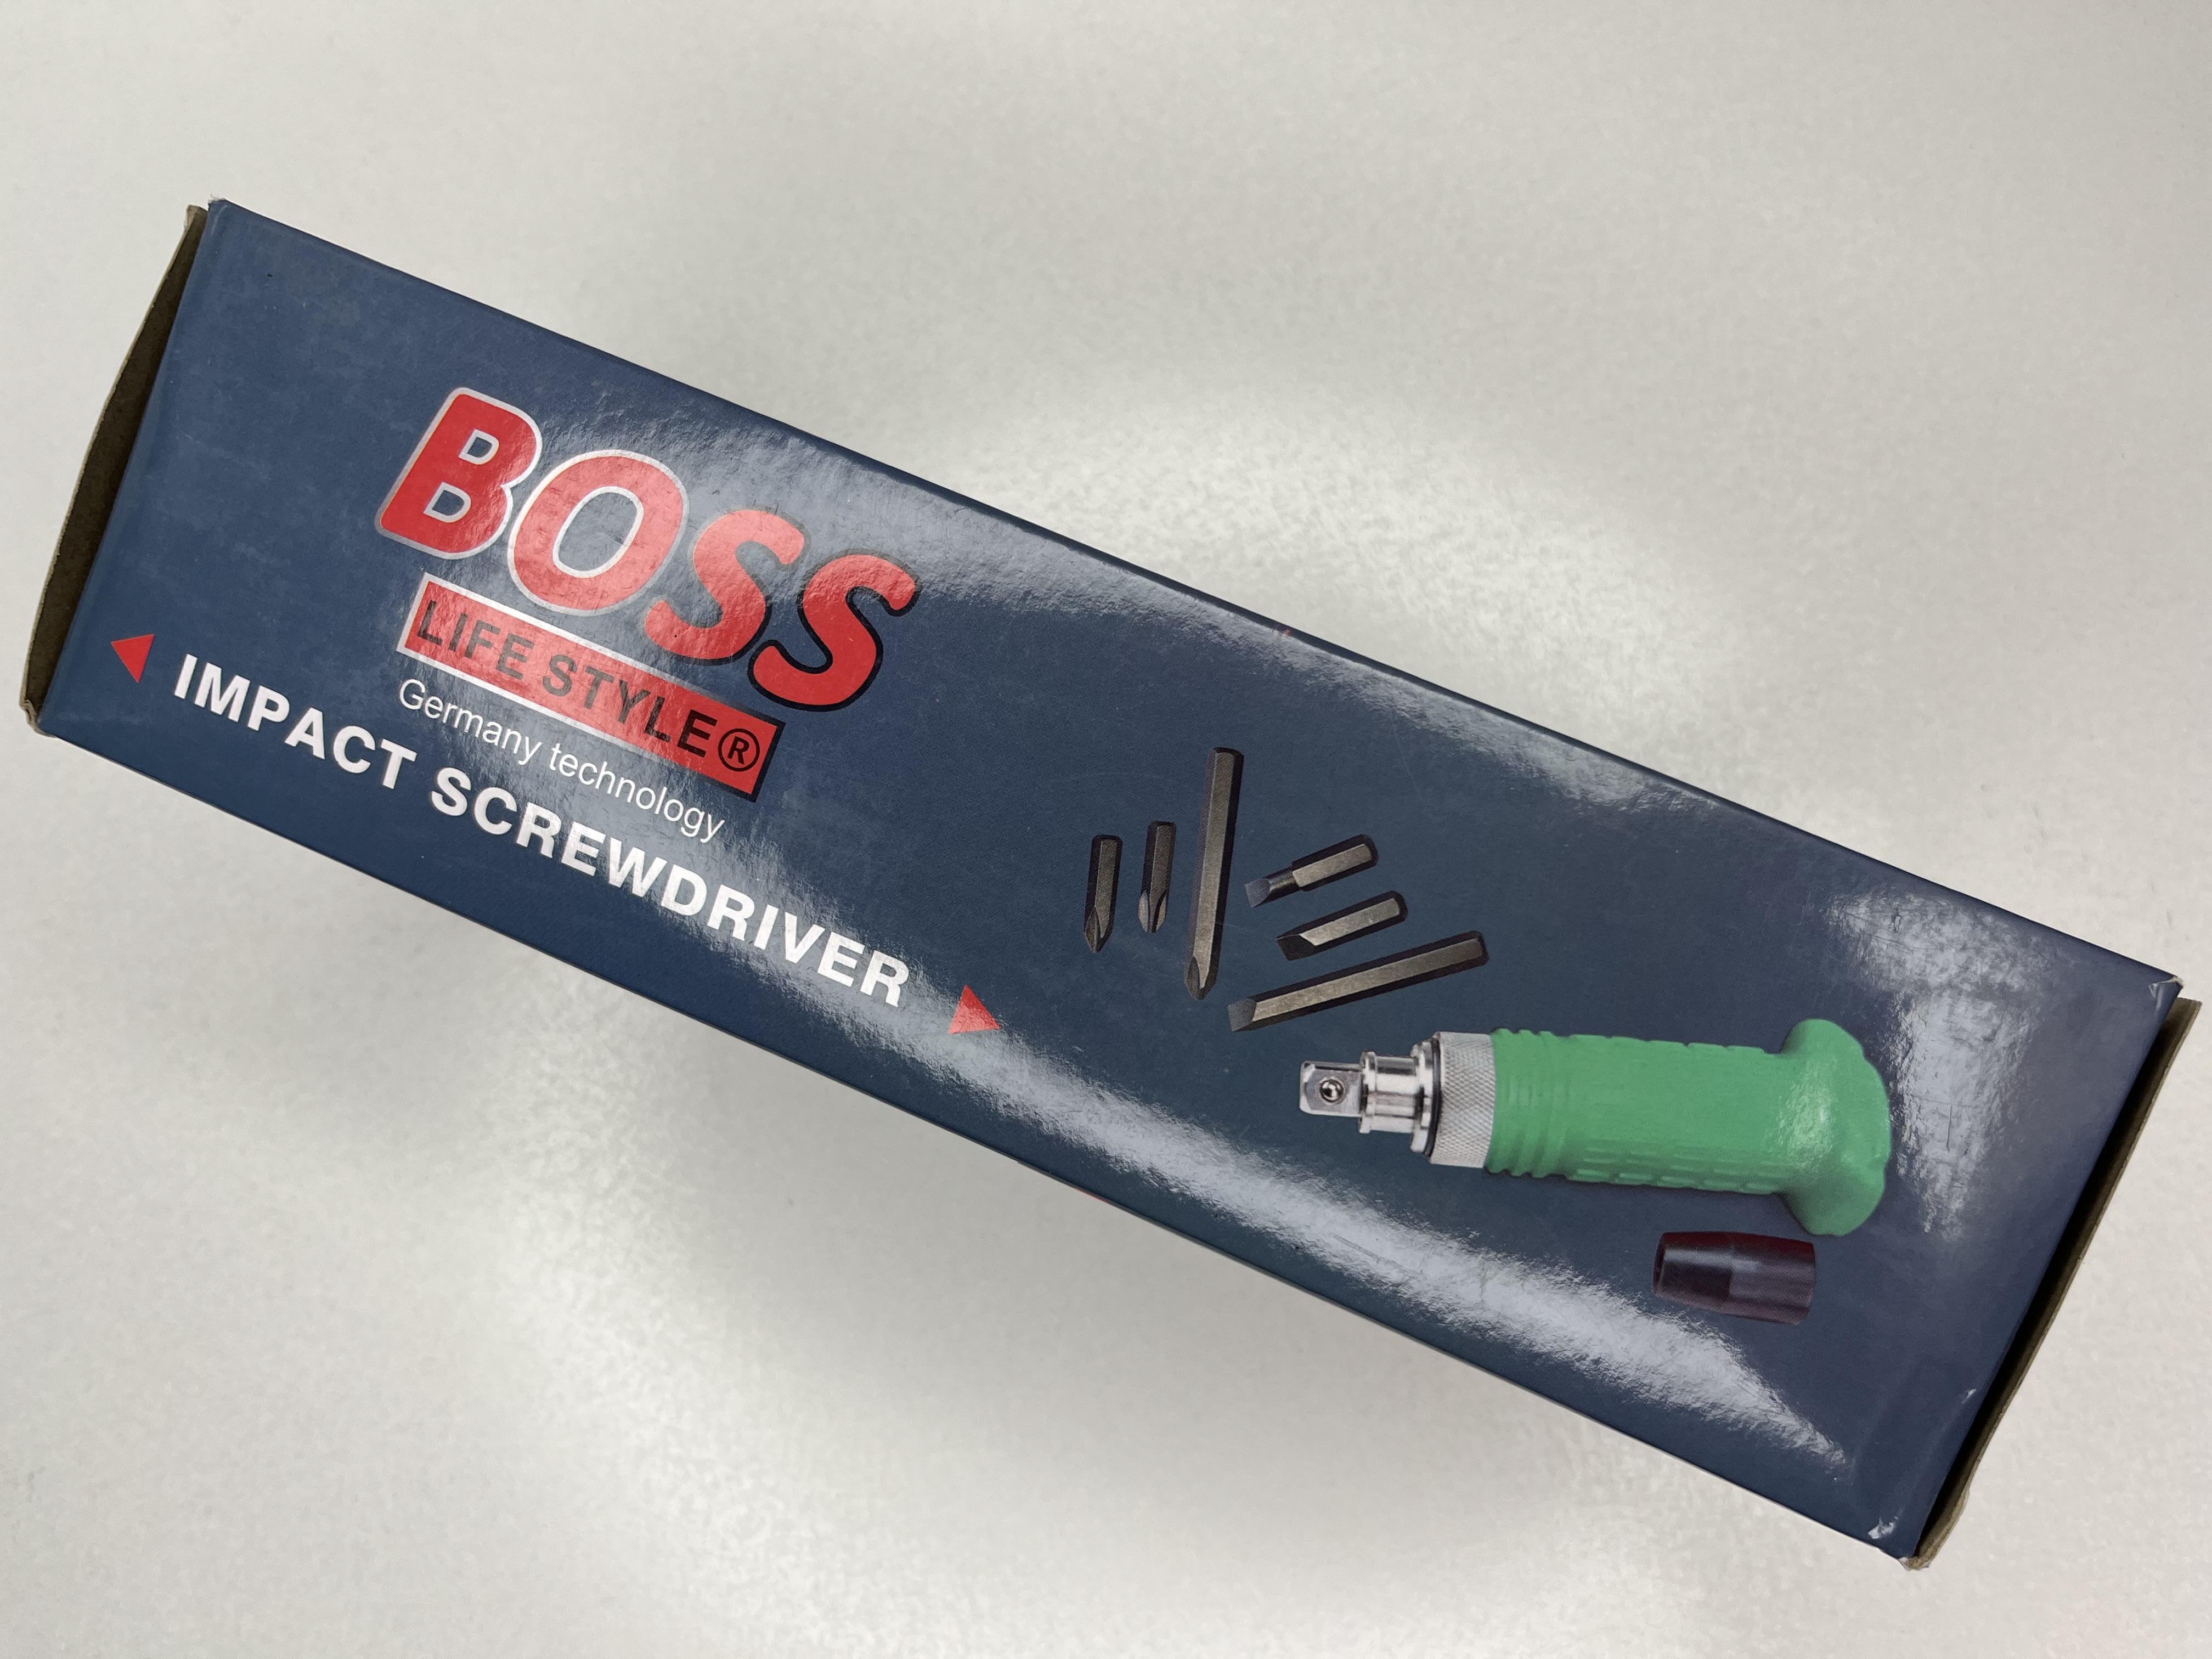 BOSS
LIFE STYLE®
Germany technology
IMPACT SCREWDRIVER